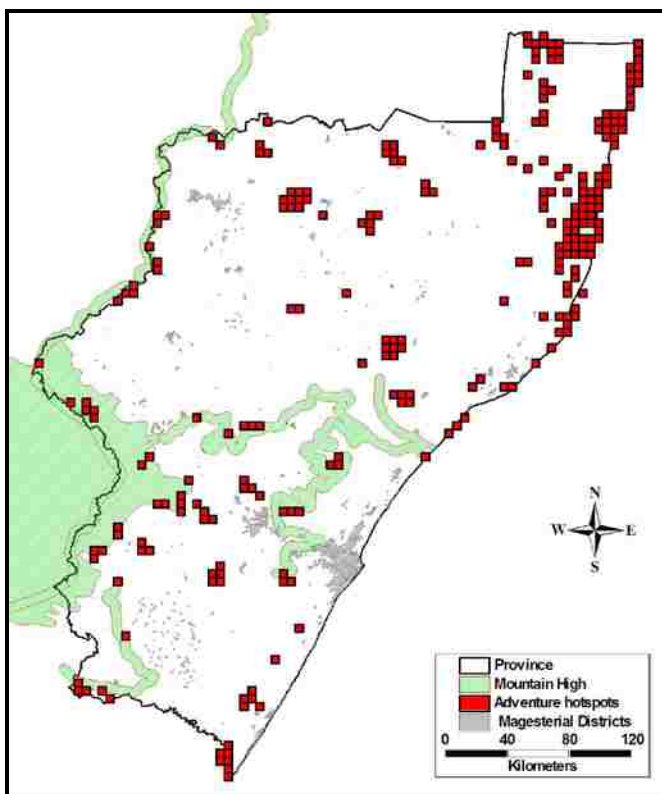 N
W E
S
Province
Mountain High
Adventure hotspots
Magesterial Districts
0 40 80 120
Kilometers